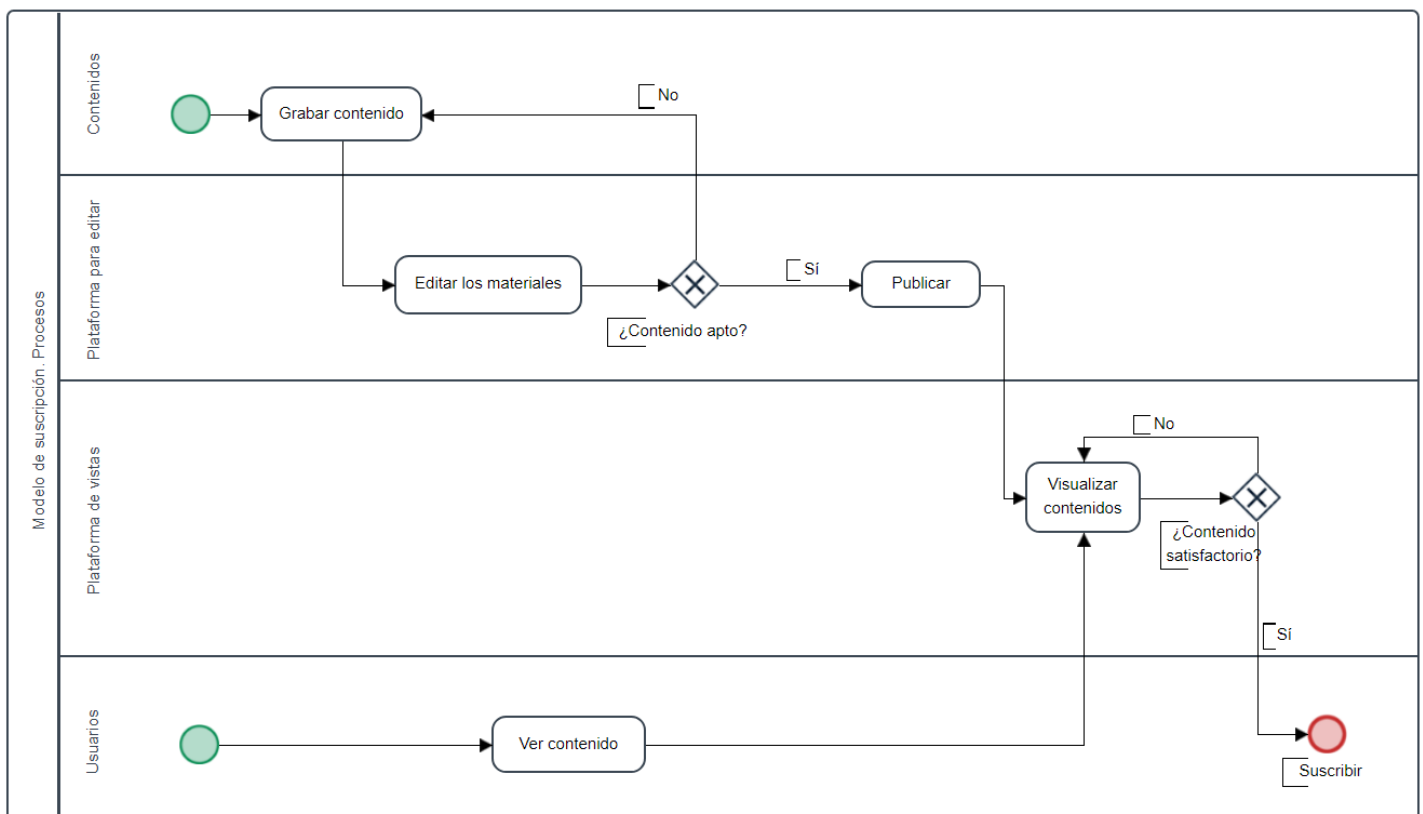 Modelo de suscripción. Procesos
Contenidos
Grabar contenido
No
Plataforma para editar
Editar los materiales
¿Contenido apto?
Sí
Publicar
Plataforma de vistas
No
Visualizar
contenidos
¿Contenido
satisfactorio?
Sí
Usuarios
Ver contenido
Suscribir